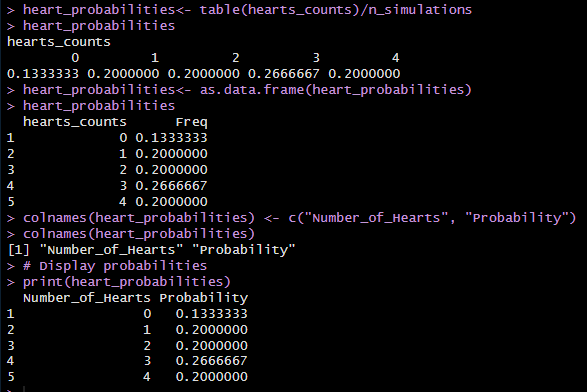 > heart_probabilities<- table(hearts_counts)/n_simulations
> heart_probabilities
hearts_counts
0 1 2 3 4
0.1333333 0.2000000 0.2000000 0.2666667 0.2000000
> heart_probabilities<- as.data.frame(heart_probabilities)
> heart_probabilities
hearts_counts Freq
1 0 0.1333333
2 1 0.2000000
3 2 0.2000000
4 3 0.2666667
5 4 0.2000000
> colnames(heart_probabilities) <- c("Number_of_Hearts", "Probability")
> colnames(heart_probabilities)
[1] "Number_of_Hearts" "Probability"
> # Display probabilities
> print(heart_probabilities)
Number_of_Hearts Probability
1 0 0.1333333
2 1 0.2000000
3 2 0.2000000
4 3 0.2666667
5 4 0.2000000
>